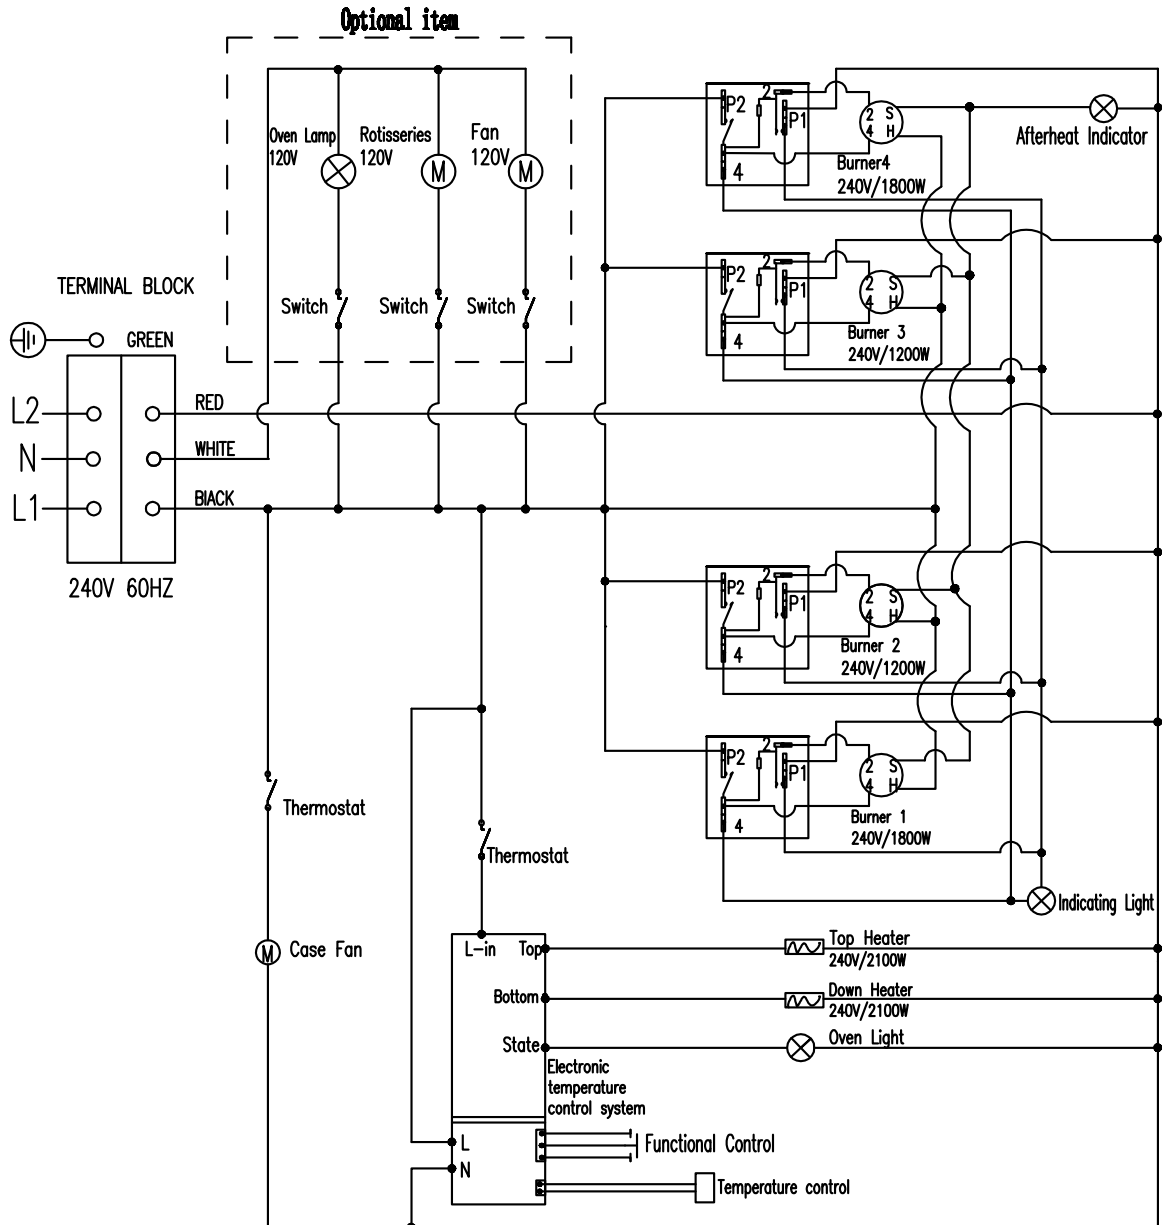 Optional item
Oven Lamp
120V
Rotisseries
120V
Fan
120V
Switch
Switch
Switch
TERMINAL BLOCK
GREEN
L2
RED
N
WHITE
L1
BIACK
240V 60HZ
P2
2
P1
4
2 S
4 H
Burner4
240V/1800W
Afterheat Indicator
P2
2
P1
4
2 S
4 H
Burner 3
240V/1200W
P2
2
P1
4
2 S
4 H
Burner 2
240V/1200W
P2
2
P1
4
2 S
4 H
Burner 1
240V/1800W
Indicating Light
Thermostat
Thermostat
M
M
M
Case Fan
L-in
Top
Top Heater
240V/2100W
Bottom
Down Heater
240V/2100W
State
Oven Light
Electronic
temperature
control system
L
Functional Control
N
Temperature control